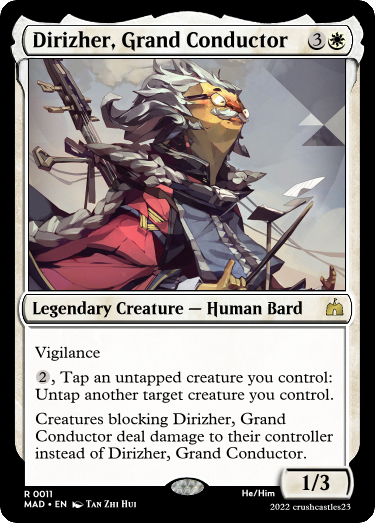 Dirizher, Grand Conductor 3
Legendary Creature — Human Bard
Vigilance
2, Tap an untapped creature you control:
Untap another target creature you control.
Creatures blocking Dirizher, Grand
Conductor deal damage to their controller
instead of Dirizher, Grand Conductor.
1/3
R 0011
He/Him
MAD • EN Tan Zhi Hui
2022 crushcastles23